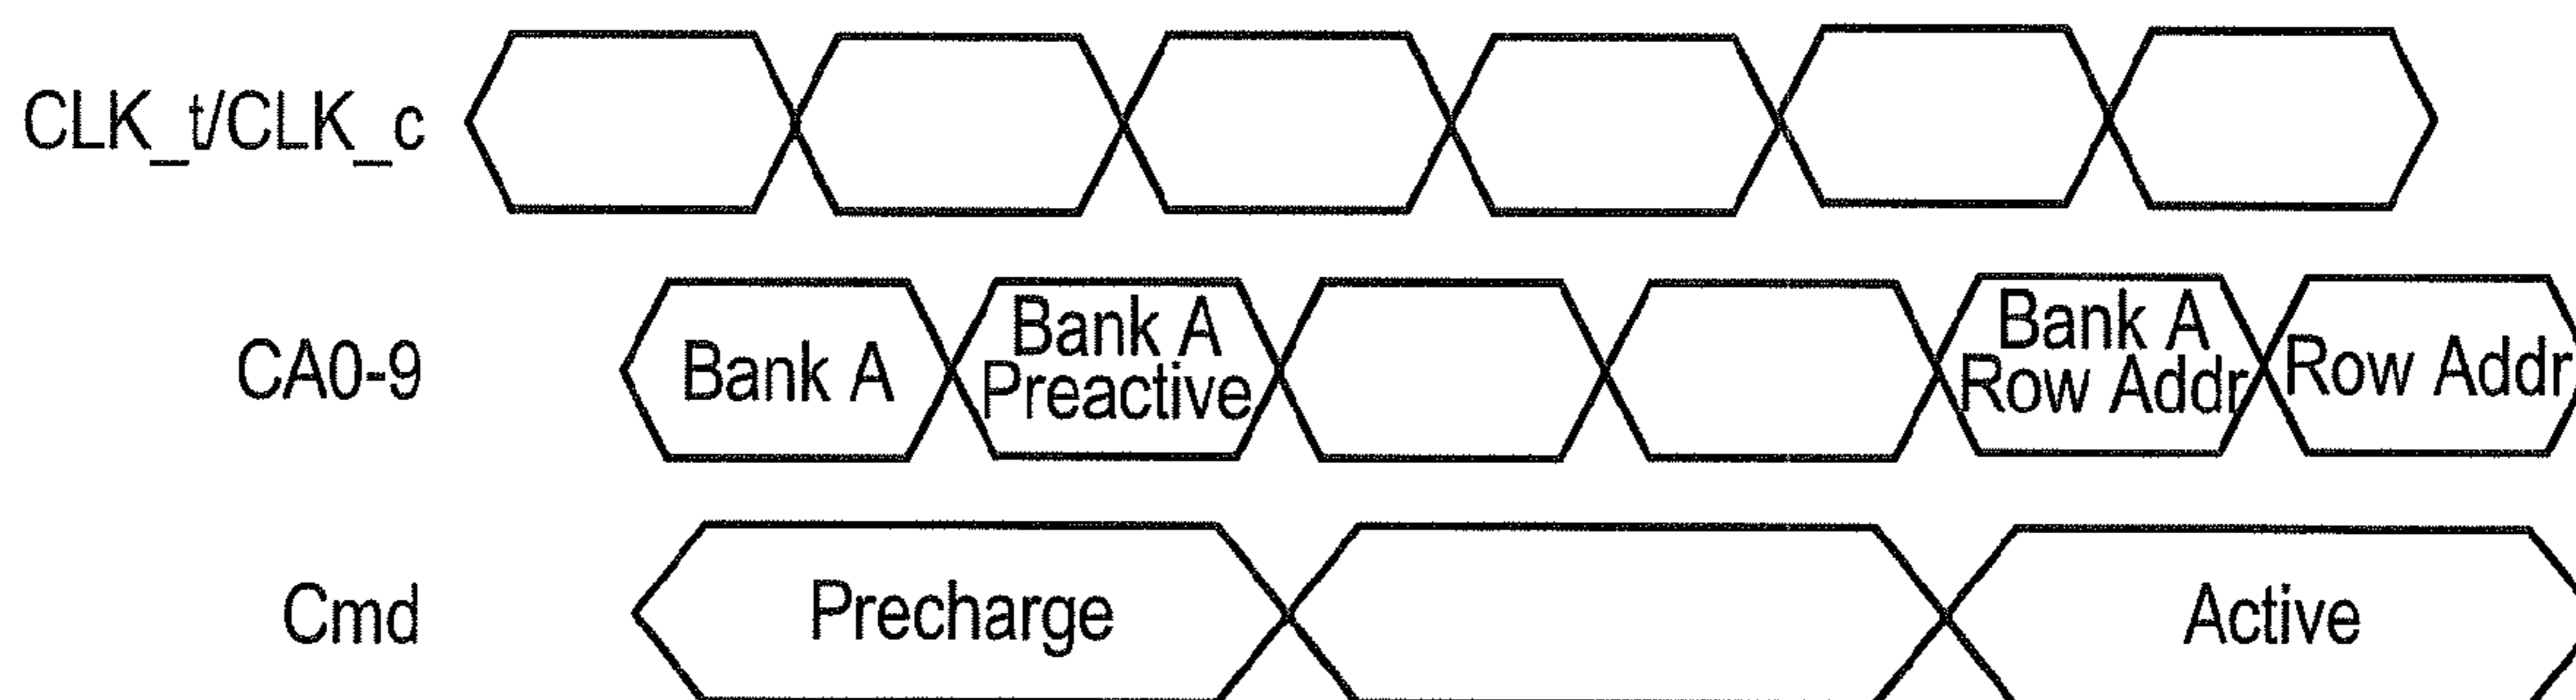 CLK_t/CLK_c
CA0-9
Bank A
Bank A
Preactive
Bank A
Row Addr
Row Addr
Cmd
Precharge
Active